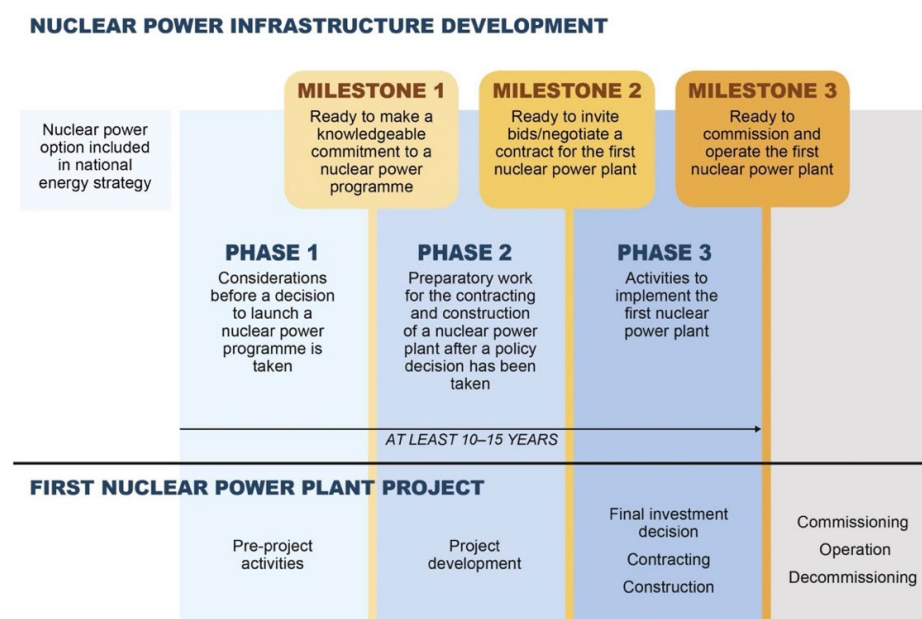 NUCLEAR POWER INFRASTRUCTURE DEVELOPMENT
Nuclear power
option included
in national
energy strategy
MILESTONE 1
Ready to make a
knowledgeable
commitment to a
nuclear power
programme
MILESTONE 2
Ready to invite
bids/negotiate a
contract for the first
nuclear power plant
MILESTONE 3
Ready to
commission and
operate the first
nuclear power plant
PHASE 1
Considerations
before a decision
to launch a
nuclear power
programme is
taken
PHASE 2
Preparatory work
for the contracting
and construction
of a nuclear power
plant after a policy
decision has been
taken
PHASE 3
Activities to
implement the
first nuclear
power plant
AT LEAST 10–15 YEARS
FIRST NUCLEAR POWER PLANT PROJECT
Pre-project
activities
Project
development
Final investment
decision
Contracting
Construction
Commissioning
Operation
Decommissioning